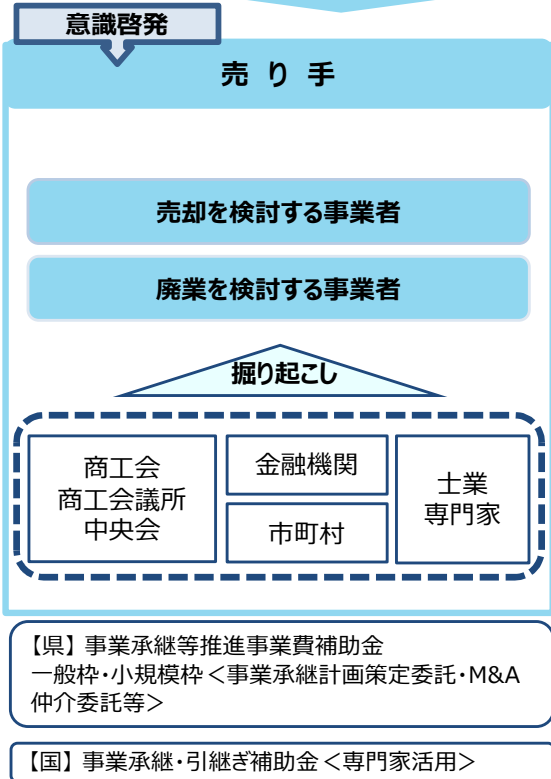 意識啓発
売り手
売却を検討する事業者
廃業を検討する事業者
掘り起こし
商工会
商工会議所
中央会
金融機関
市町村
士業
専門家
【県】事業承継等推進事業費補助金
一般枠・小規模枠＜事業承継計画策定委託・M&A
仲介委託等＞
【国】事業承継・引継ぎ補助金＜専門家活用＞